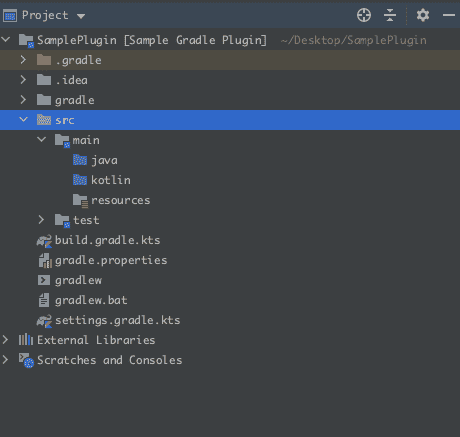 Project
SamplePlugin [Sample Gradle Plugin] ~/Desktop/SamplePlugin
.gradle
.idea
gradle
src
main
java
kotlin
resources
test
build.gradle.kts
gradle.properties
gradlew
gradlew.bat
settings.gradle.kts
External Libraries
Scratches and Consoles